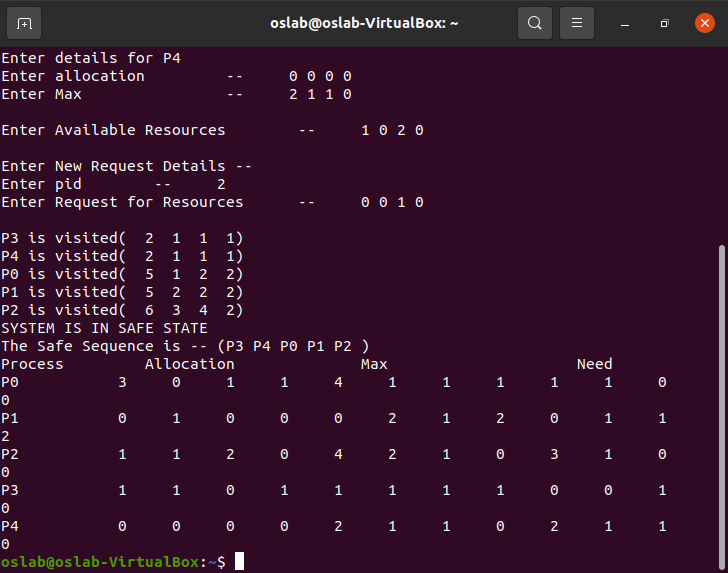 oslab@oslab-VirtualBox: ~
Enter details for P4
Enter allocation -- 0 0 0 0
Enter Max -- 2 1 1 0
Enter Available Resources -- 1 0 2 0
Enter New Request Details --
Enter pid -- 2
Enter Request for Resources -- 0 0 1 0
P3 is visited( 2 1 1 1)
P4 is visited( 2 1 1 1)
P0 is visited( 5 1 2 2)
P1 is visited( 5 2 2 2)
P2 is visited( 6 3 4 2)
SYSTEM IS IN SAFE STATE
The Safe Sequence is -- (P3 P4 P0 P1 P2 )
Process Allocation Max Need
P0 3 0 1 1 4 1 1 1 1 1 0
0
P1 0 1 0 0 0 2 1 2 0 1 1
2
P2 1 1 2 0 4 2 1 0 3 1 0
0
P3 1 1 0 1 1 1 1 1 0 0 1
0
P4 0 0 0 0 2 1 1 0 2 1 1
0
oslab@oslab-VirtualBox:~$